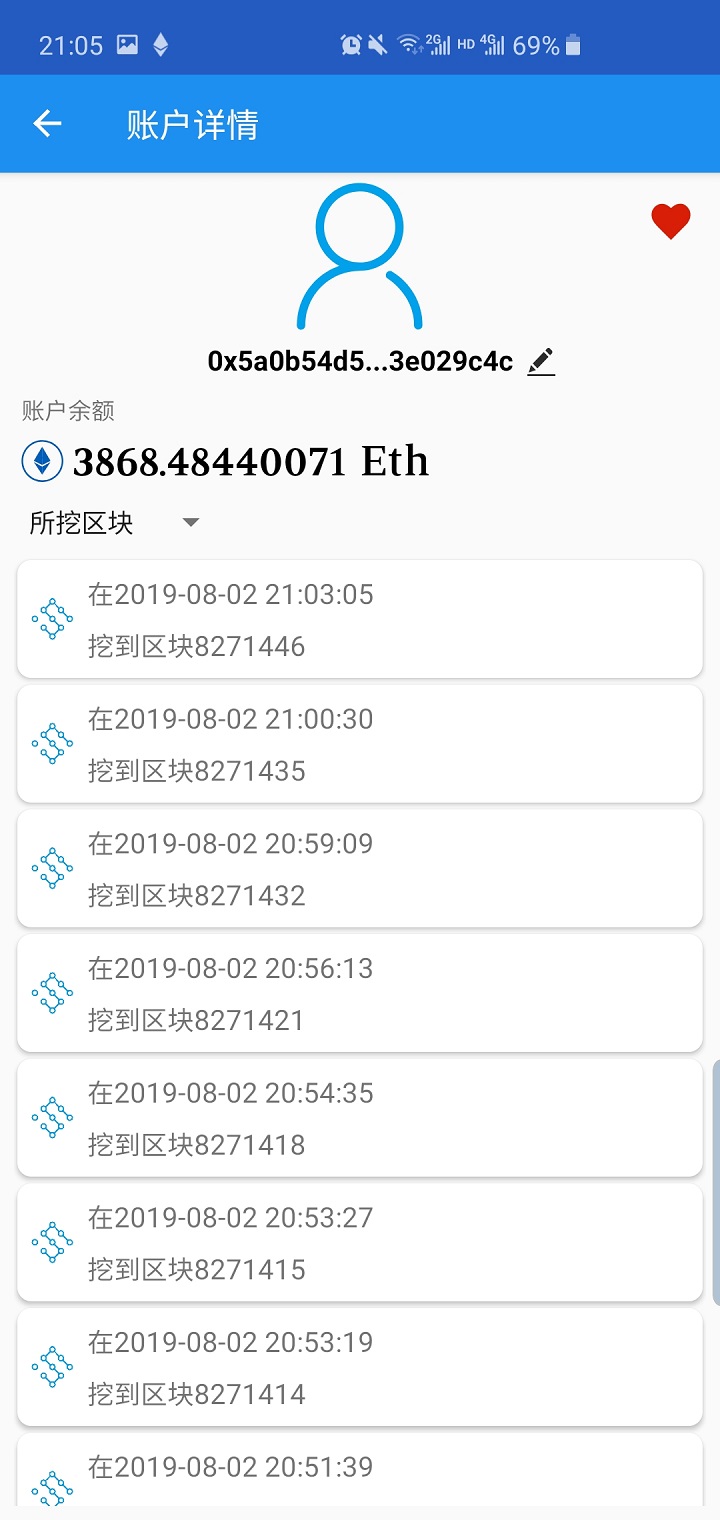 21:05 2G HD 4G 69%
账户详情
0x5a0b54d5...3e029c4c
账户余额
3868.48440071 Eth
所挖区块
在2019-08-02 21:03:05
挖到区块8271446
在2019-08-02 21:00:30
挖到区块8271435
在2019-08-02 20:59:09
挖到区块8271432
在2019-08-02 20:56:13
挖到区块8271421
在2019-08-02 20:54:35
挖到区块8271418
在2019-08-02 20:53:27
挖到区块8271415
在2019-08-02 20:53:19
挖到区块8271414
在2019-08-02 20:51:39